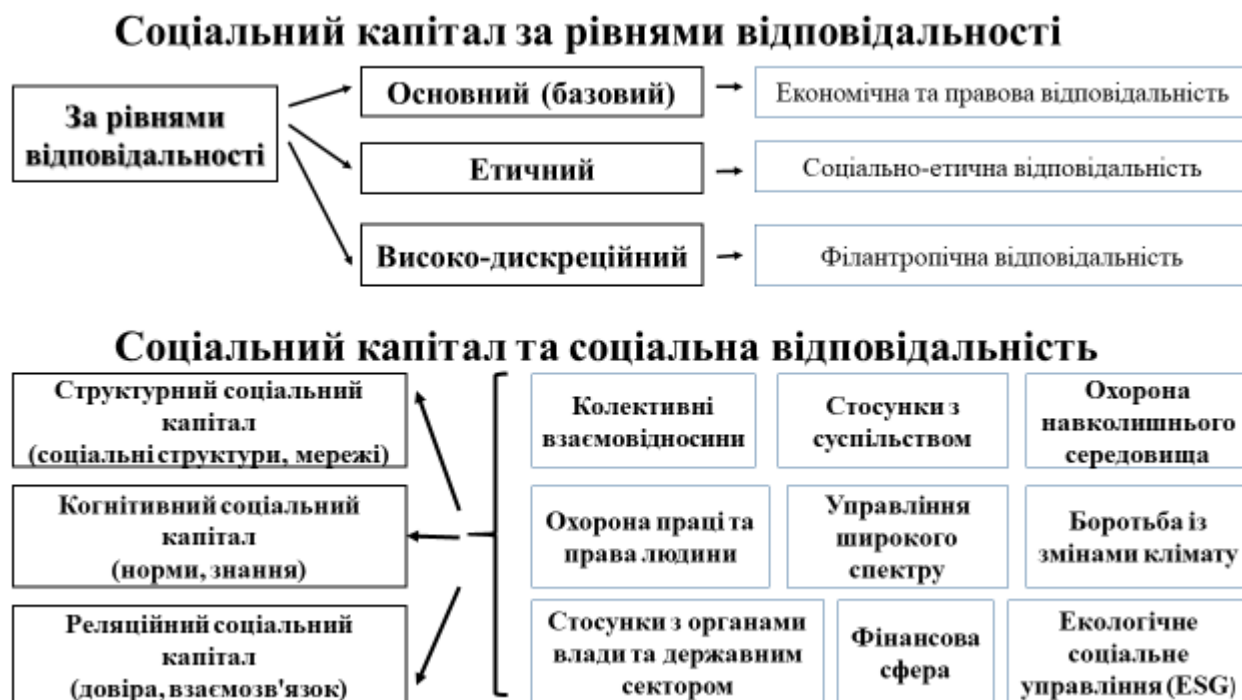 Соціальний капітал за рівнями відповідальності
За рівнями
відповідальності
Основний (базовий)
Економічна та правова відповідальність
Етичний
Соціально-етична відповідальність
Високо-дискреційний
Філантропічна відповідальність
Соціальний капітал та соціальна відповідальність
Структурний соціальний
капітал
(соціальні структури, мережі)
Колективні
взаємовідносини
Стосунки з
суспільством
Охорона
навколишнього
середовища
Когнітивний соціальний
капітал
(норми, знання)
Охорона праці та
права людини
Управління
широкого
спектру
Боротьба із
змінами клімату
Реляційний соціальний
капітал
(довіра, взаємозв'язок)
Стосунки з органами
влади та державним
сектором
Фінансова
сфера
Екологічне
соціальне
управління (ESG)